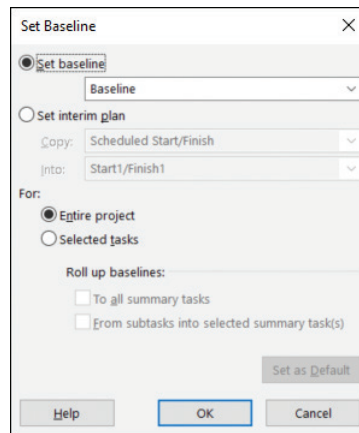 Set Baseline
Set baseline
Baseline
Set interim plan
Copy: Scheduled Start/Finish
Into: Start1/Finish1
For:
Entire project
Selected tasks
Roll up baselines:
To all summary tasks
From subtasks into selected summary task(s)
Set as Default
Help OK Cancel